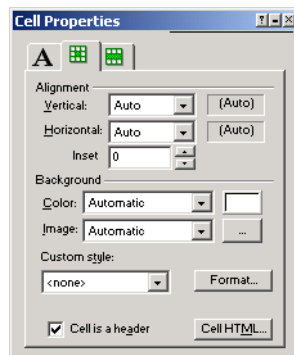 Cell Properties
A
Alignment
Vertical: Auto (Auto)
Horizontal: Auto (Auto)
Inset 0
Background
Color: Automatic
Image: Automatic ...
Custom style:
<none> Format...
Cell is a header Cell HTML...